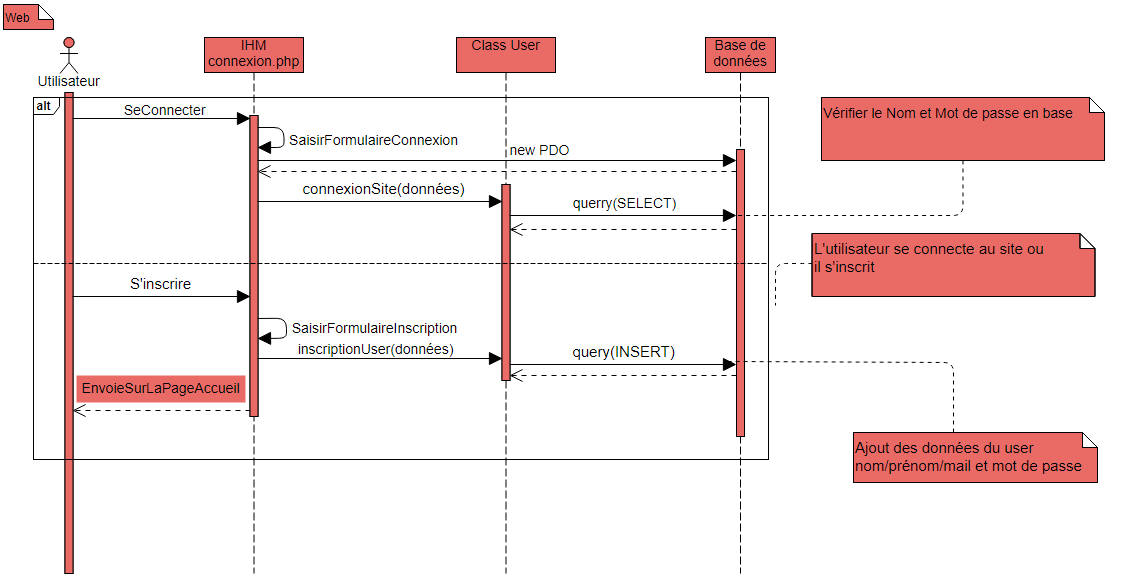 Web
Utilisateur
IHM
connexion.php
Class User
Base de
données
alt
SeConnecter
SaisirFormulaireConnexion
new PDO
connexionSite(données)
querry(SELECT)
Vérifier le Nom et Mot de passe en base
L'utilisateur se connecte au site ou
il s'inscrit
S'inscrire
SaisirFormulaireInscription
inscriptionUser(données)
query(INSERT)
EnvoieSurLaPageAccueil
Ajout des données du user
nom/prénom/mail et mot de passe